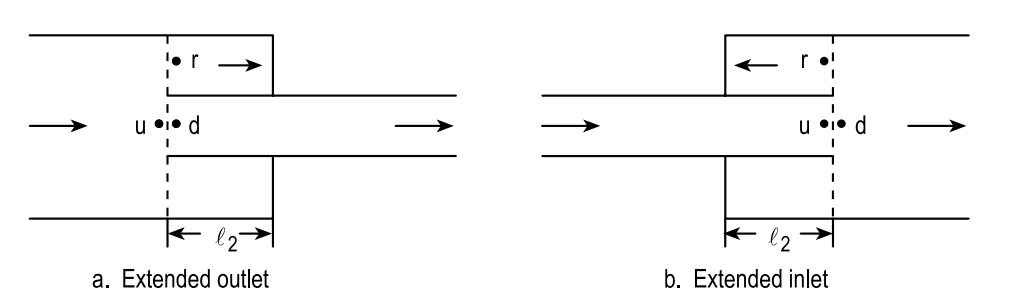 r r
u d u d
ℓ2 ℓ2
a. Extended outlet b. Extended inlet